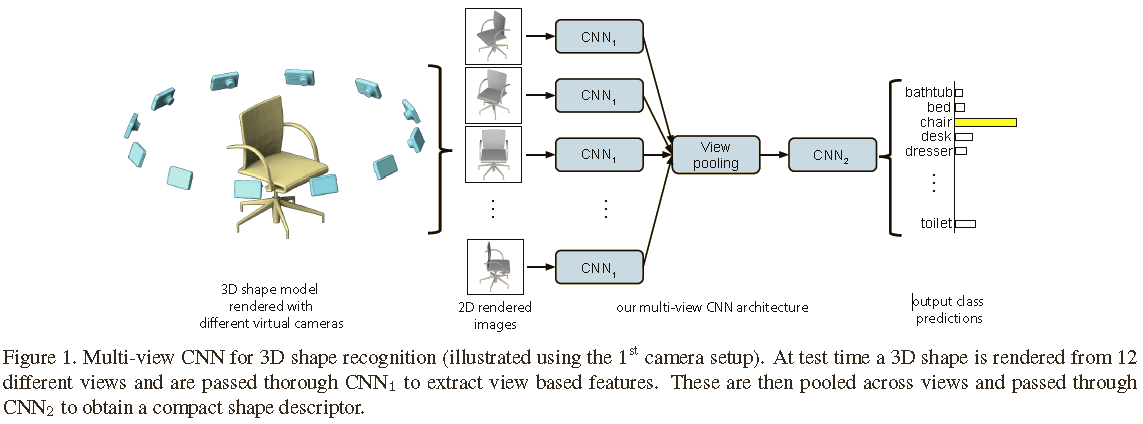 CNN₁
CNN₁
CNN₁
CNN₁
View
pooling
CNN₂
bathtub
bed
chair
desk
dresser
toilet
3D shape model
rendered with
different virtual cameras
2D rendered
images
our multi-view CNN architecture
output class
predictions
Figure 1. Multi-view CNN for 3D shape recognition (illustrated using the 1st camera setup). At test time a 3D shape is rendered from 12
different views and are passed thorough CNN₁ to extract view based features. These are then pooled across views and passed through
CNN₂ to obtain a compact shape descriptor.